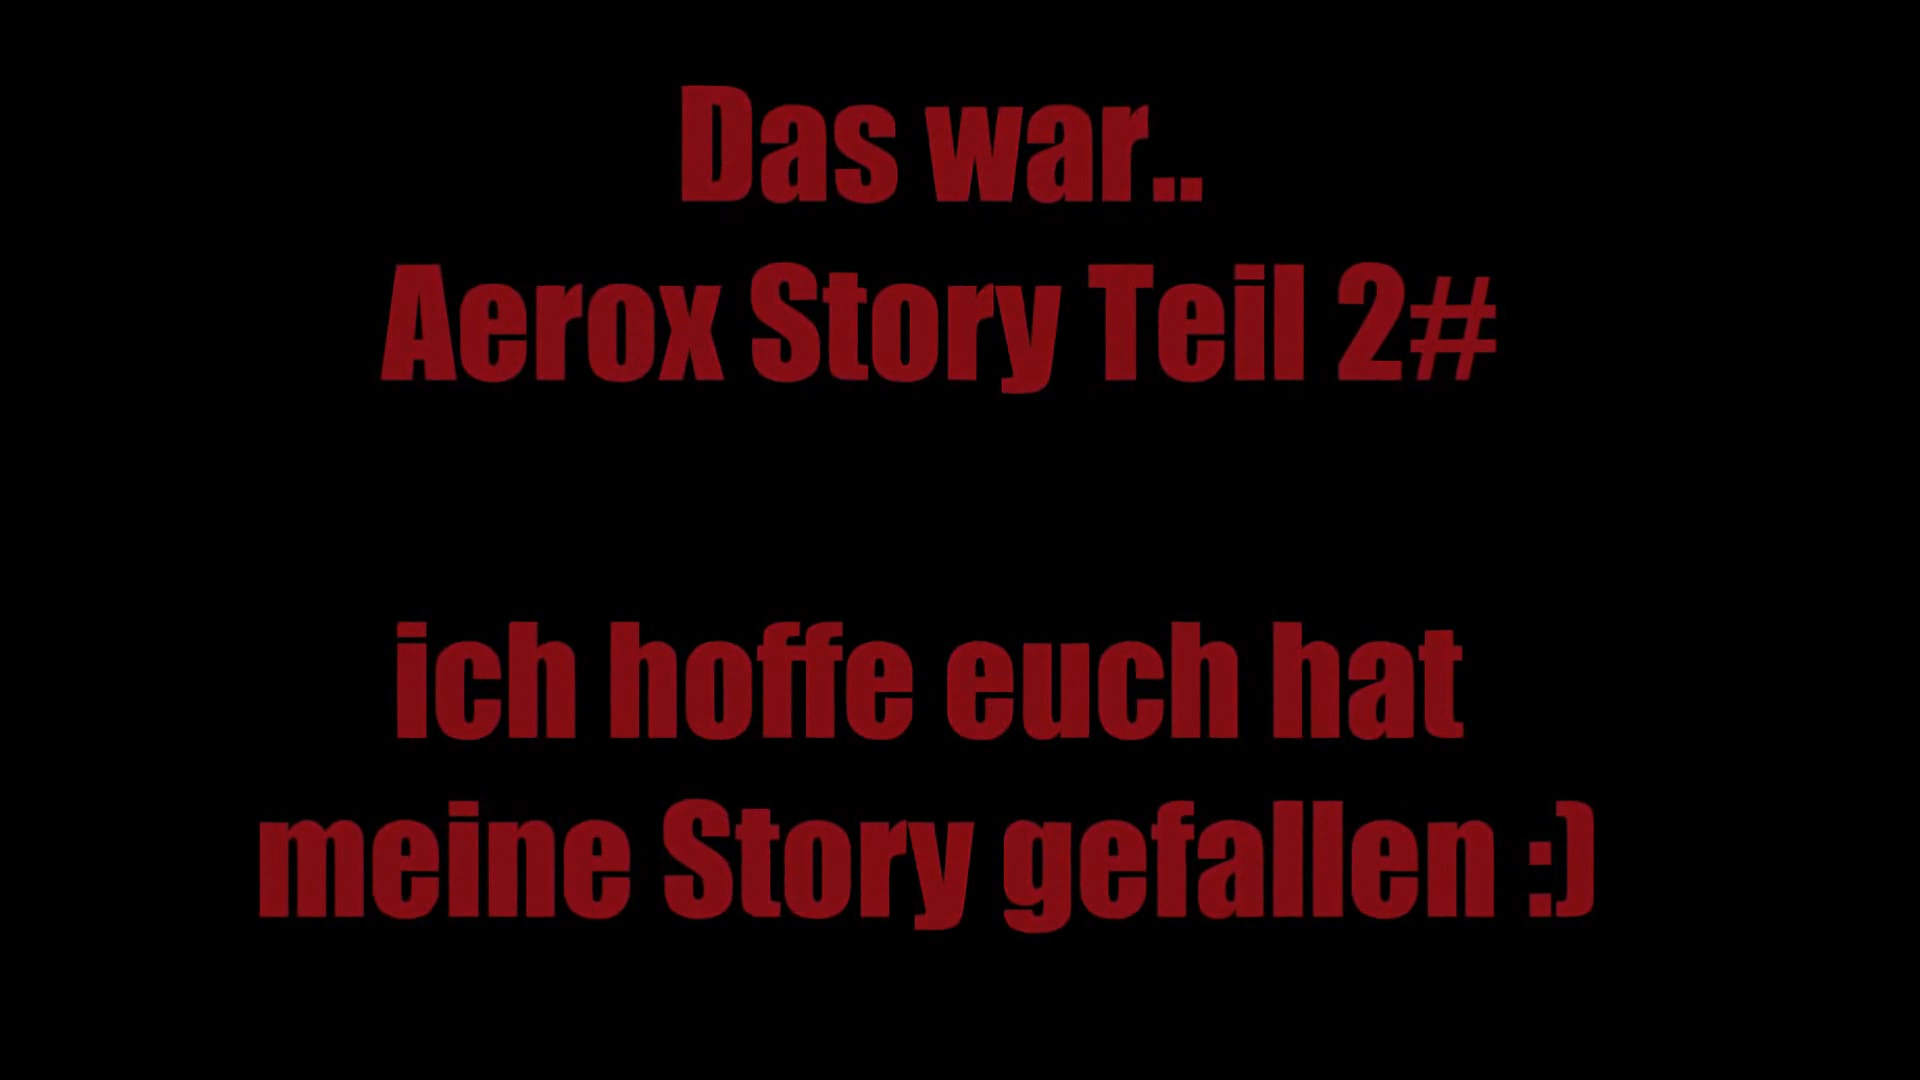 Das war..
Aerox Story Teil 2#
ich hoffe euch hat
meine Story gefallen :)